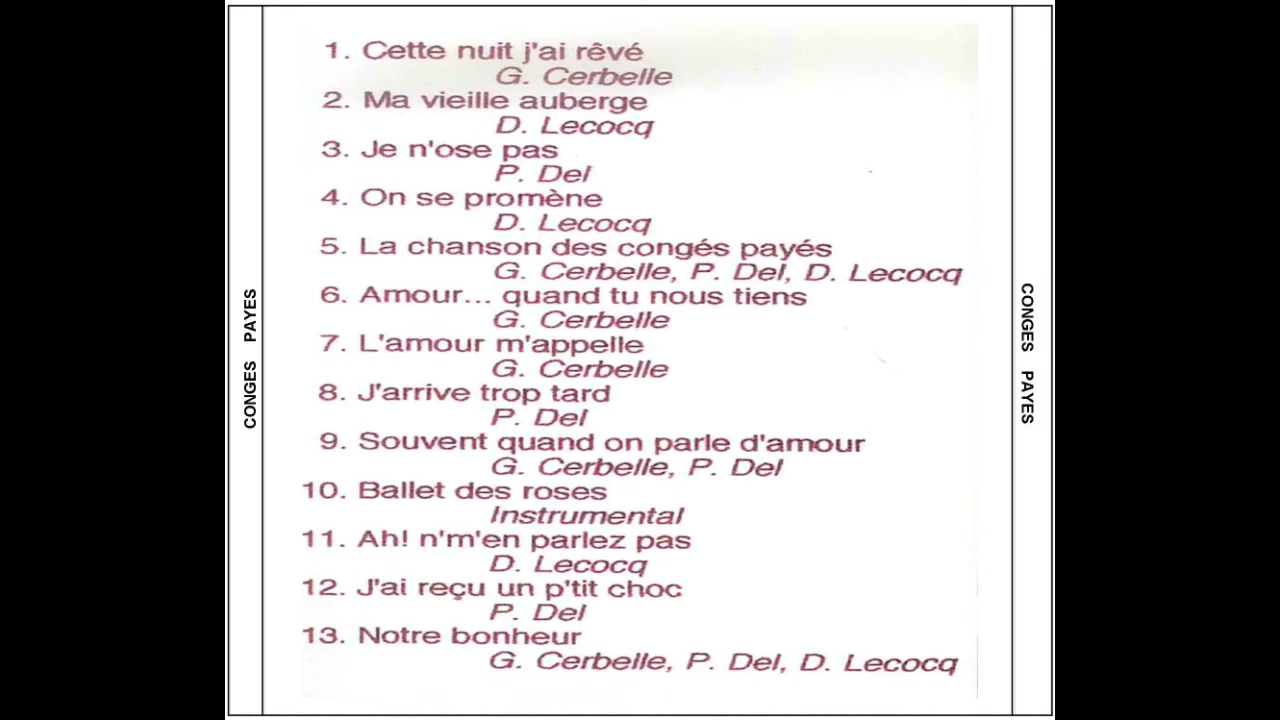 CONGES PAYES
1. Cette nuit j'ai rêvé
G. Cerbelle
2. Ma vieille auberge
D. Lecocq
3. Je n'ose pas
P. Del
4. On se promène
D. Lecocq
5. La chanson des congés payés
G. Cerbelle, P. Del, D. Lecocq
6. Amour... quand tu nous tiens
G. Cerbelle
7. L'amour m'appelle
G. Cerbelle
8. J'arrive trop tard
P. Del
9. Souvent quand on parle d'amour
G. Cerbelle, P. Del
10. Ballet des roses
Instrumental
11. Ah! n'm'en parlez pas
D. Lecocq
12. J'ai reçu un p'tit choc
P. Del
13. Notre bonheur
G. Cerbelle, P. Del, D. Lecocq
CONGES PAYES